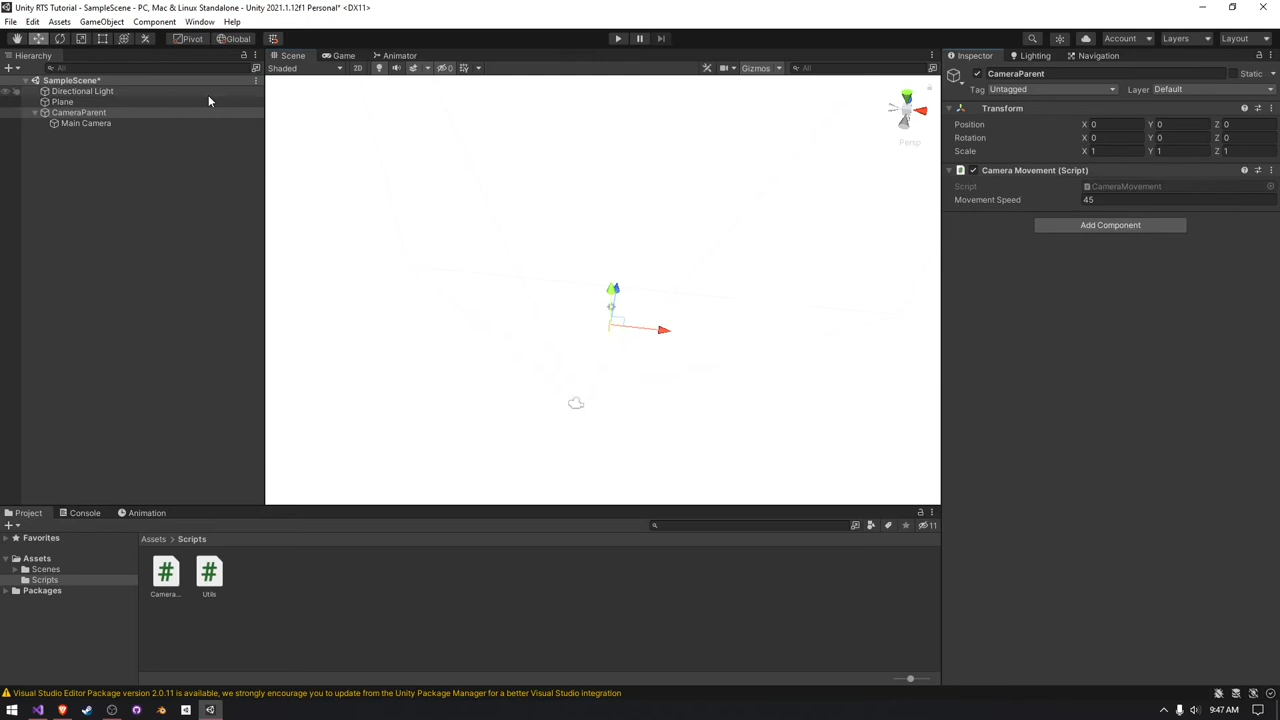 Unity RTS Tutorial - SampleScene - PC, Mac & Linux Standalone - Unity 2021.1.12f1 Personal* <DX11>
File Edit Assets GameObject Component Window Help
Pivot Global Account Layers Layout
Hierarchy
All
SampleScene*
Directional Light
Plane
CameraParent
Main Camera
Scene Game Animator
Shaded 2D 0 Gizmos All
Persp
Inspector Lighting Navigation
CameraParent Static
Tag Untagged Layer Default
Transform
Position X 0 Y 0 Z 0
Rotation X 0 Y 0 Z 0
Scale X 1 Y 1 Z 1
Camera Movement (Script)
Script CameraMovement
Movement Speed 45
Add Component
Project Console Animation
11
Favorites
Assets
Scenes
Scripts
Packages
Assets > Scripts
Camera... Utils
Visual Studio Editor Package version 2.0.11 is available, we strongly encourage you to update from the Unity Package Manager for a better Visual Studio integration
9:47 AM